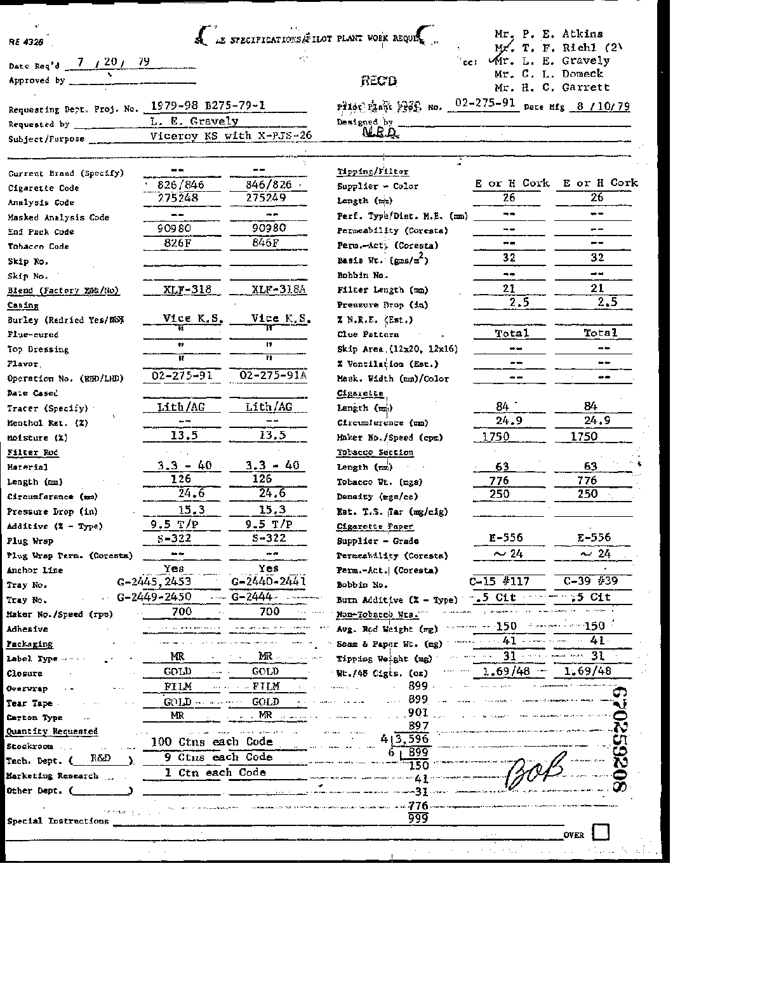 RE 4326
LE SPECIFICATIONS/PILOT PLANT WORK REQUE
Mr. P. E. Atkins
Mr. T. F. Riehl (2)
cc: Mr. L. E. Gravely
Mr. C. L. Domeck
Mr. H. C. Garrett
Date Req'd 7 / 20 / 79
Approved by
REC'D
Requesting Dept. Proj. No. 1979-98 B275-79-1
Pilot Plant Proj. No. 02-275-91 Date Mfg 8 /10/79
Requested by L. E. Gravely
Designed by
Subject/Purpose Viceroy KS with X-PJS-26
M.R.D.
Current Brand (Specify) -- -- Tipping/Filter
Cigarette Code 826/846 846/826 Supplier - Color E or H Cork E or H Cork
Analysis Code 275248 275249 Length (mm) 26 26
Masked Analysis Code -- -- Perf. Type/Dist. M.E. (mm) -- --
End Pack Code 90980 90980 Permeability (Coresta) -- --
Tobacco Code 826F 846F Perm.-Act. (Coresta) -- --
Skip No. Basis Wt. (gms/m2) 32 32
Skip No. Bobbin No. -- --
Blend (Factory Yes/No) XLF-318 XLF-318A Filter Length (mm) 21 21
Casing Pressure Drop (in) 2.5 2.5
Burley (Redried Yes/No) Vice K.S. Vice K.S. % N.R.E. (Est.)
Flue-cured " " Glue Pattern Total Total
Top Dressing " " Skip Area (12x20, 12x16) -- --
Flavor " " % Ventilation (Est.) -- --
Operation No. (RHD/LHD) 02-275-91 02-275-91A Mask. Width (mm)/Color -- --
Date Cased Cigarette
Tracer (Specify) Lith/AG Lith/AG Length (mm) 84 84
Menthol Ret. (%) -- -- Circumference (mm) 24.9 24.9
Moisture (%) 13.5 13.5 Maker No./Speed (cpm) 1750 1750
Filter Rod Tobacco Section
Material 3.3 - 40 3.3 - 40 Length (mm) 63 63
Length (mm) 126 126 Tobacco Wt. (mgs) 776 776
Circumference (mm) 24.6 24.6 Density (mgm/cc) 250 250
Pressure Drop (in) 15.3 15.3 Est. T.S. Tar (mg/cig)
Additive (% - Type) 9.5 T/P 9.5 T/P Cigarette Paper
Plug Wrap S-322 S-322 Supplier - Grade E-556 E-556
Plug Wrap Perm. (Coresta) -- -- Permeability (Coresta) ~ 24 ~ 24
Anchor Line Yes Yes Perm.-Act. (Coresta)
Tray No. G-2445,2453 G-2440-2441 Bobbin No. C-15 #117 C-39 #39
Tray No. G-2449-2450 G-2444 Burn Additive (% - Type) .5 Cit .5 Cit
Maker No./Speed (rpm) 700 700 Non-Tobacco Wts.
Adhesive Avg. Rod Weight (mg) 150 150
Packaging Seam & Paper Wt. (mg) 41 41
Label Type MR MR Tipping Weight (mg) 31 31
Closure GOLD GOLD Wt./48 Cigts. (oz) 1.69/48 1.69/48
Overwrap FILM FILM 899
Tear Tape GOLD GOLD 899
Carton Type MR MR 901
Quantity Requested 897
Stockroom 100 Ctns each Code 4|3,596
Tech. Dept. ( R&D ) 9 Ctns each Code 6 |899
Marketing Research 1 Ctn each Code 150
41
Other Dept. ( ) 31
776
Special Instructions 999
BOB
OVER
670259208